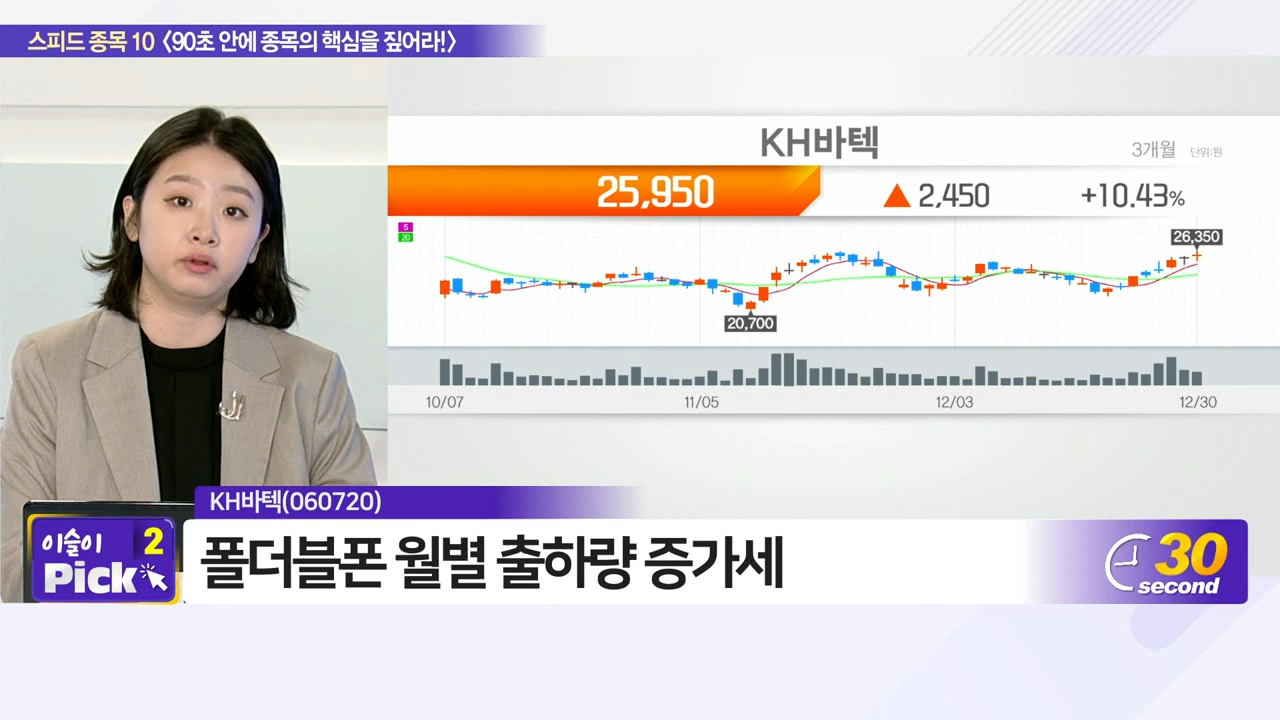 스피드 종목 10 〈90초 안에 종목의 핵심을 짚어라!〉
KH바텍
3개월 단위:원
25,950 ▲ 2,450 +10.43%
5
20
26,350
20,700
10/07 11/05 12/03 12/30
KH바텍(060720)
이슬이 2
Pick
폴더블폰 월별 출하량 증가세
30
second